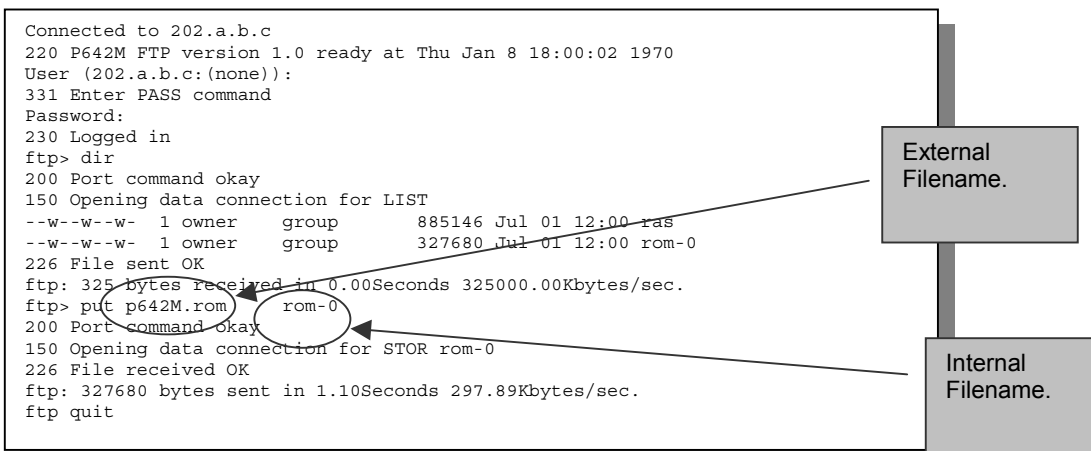 Connected to 202.a.b.c
220 P642M FTP version 1.0 ready at Thu Jan 8 18:00:02 1970
User (202.a.b.c:(none)):
331 Enter PASS command
Password:
230 Logged in
ftp> dir
200 Port command okay
150 Opening data connection for LIST
--w--w--w- 1 owner group 885146 Jul 01 12:00 ras
--w--w--w- 1 owner group 327680 Jul 01 12:00 rom-0
226 File sent OK
ftp: 325 bytes received in 0.00Seconds 325000.00Kbytes/sec.
ftp> put p642M.rom rom-0
200 Port command okay
150 Opening data connection for STOR rom-0
226 File received OK
ftp: 327680 bytes sent in 1.10Seconds 297.89Kbytes/sec.
ftp quit
External
Filename.
Internal
Filename.